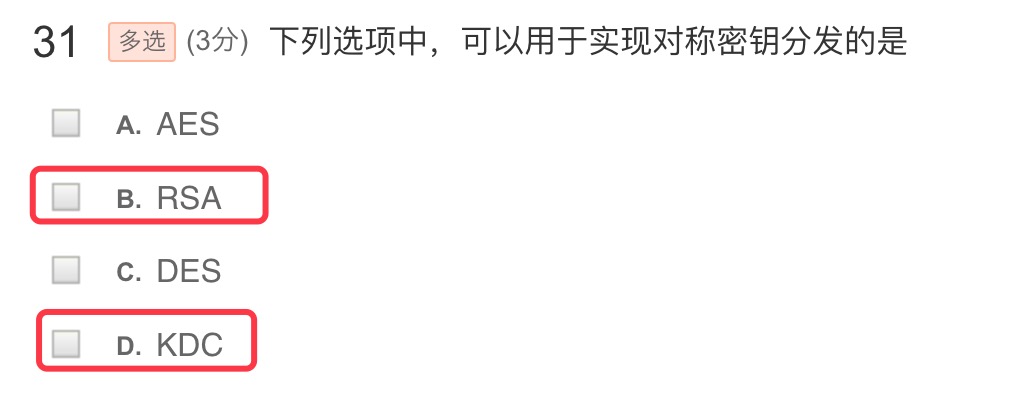 31 多选 (3分) 下列选项中，可以用于实现对称密钥分发的是
A. AES
B. RSA
C. DES
D. KDC